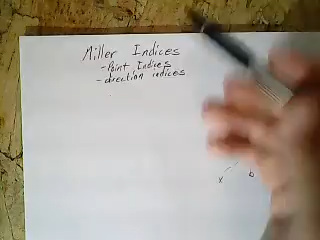 Miller Indices
- Point Indices
- direction indices
x
b